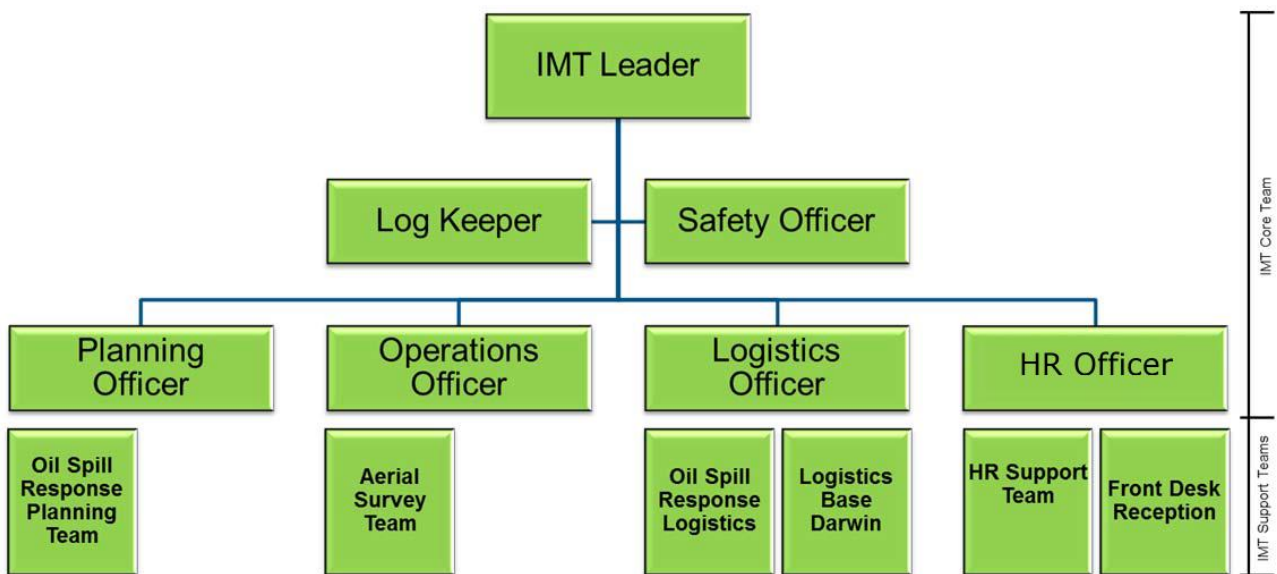 IMT Leader
Log Keeper
Safety Officer
Planning
Officer
Operations
Officer
Logistics
Officer
HR Officer
Oil Spill
Response
Planning
Team
Aerial
Survey
Team
Oil Spill
Response
Logistics
Logistics
Base
Darwin
HR Support
Team
Front Desk
Reception
IMT Core Team
IMT Support Teams